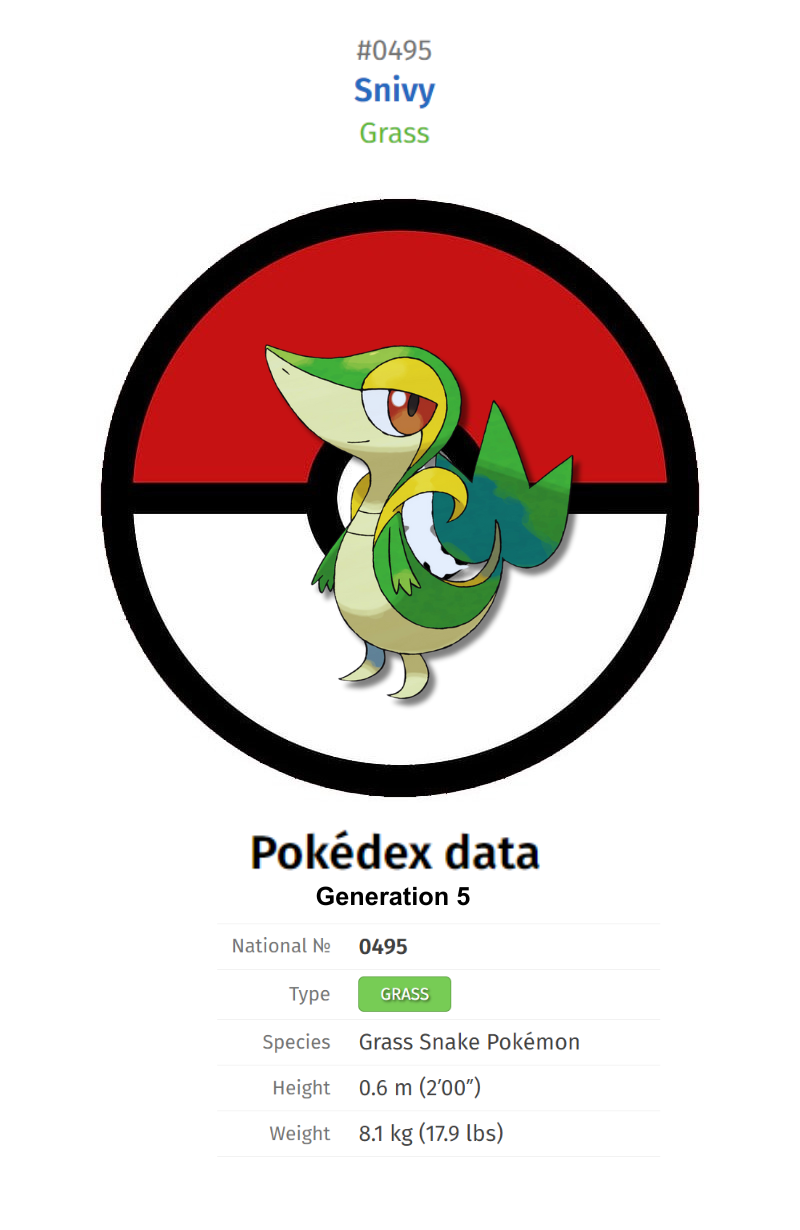 #0495
Snivy
Grass
Pokédex data
Generation 5
National № 0495
Type GRASS
Species Grass Snake Pokémon
Height 0.6 m (2′00″)
Weight 8.1 kg (17.9 lbs)